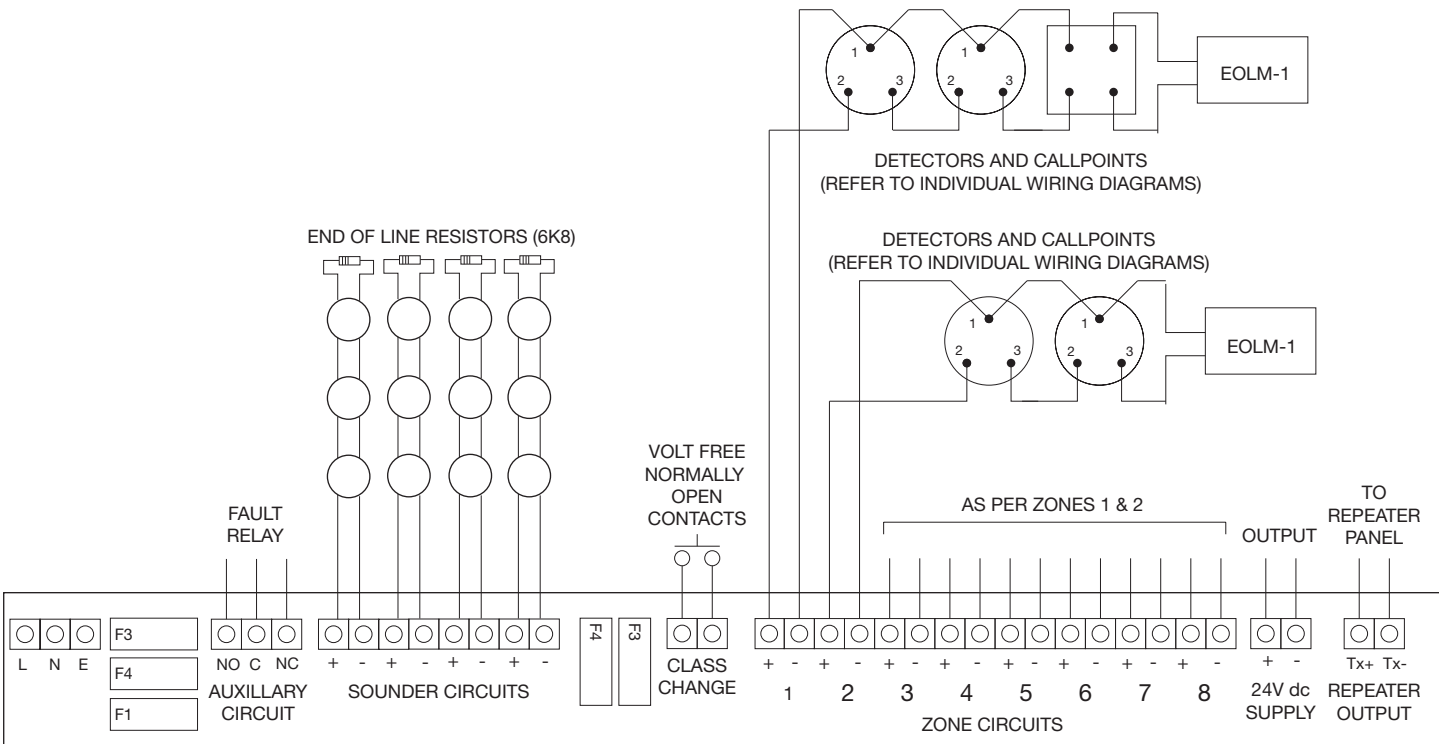 1
2 3
1
2 3
EOLM-1
DETECTORS AND CALLPOINTS
(REFER TO INDIVIDUAL WIRING DIAGRAMS)
END OF LINE RESISTORS (6K8)
DETECTORS AND CALLPOINTS
(REFER TO INDIVIDUAL WIRING DIAGRAMS)
1
2 3
1
2 3
EOLM-1
FAULT
RELAY
VOLT FREE
NORMALLY
OPEN
CONTACTS
AS PER ZONES 1 & 2
OUTPUT
TO
REPEATER
PANEL
L N E
F3
F4
F1
NO C NC
AUXILLARY
CIRCUIT
+ - + - + - + -
SOUNDER CIRCUITS
F4
F3
CLASS
CHANGE
+ - + - + - + - + - + - + - + -
1 2 3 4 5 6 7 8
ZONE CIRCUITS
+ -
24V dc
SUPPLY
Tx+ Tx-
REPEATER
OUTPUT